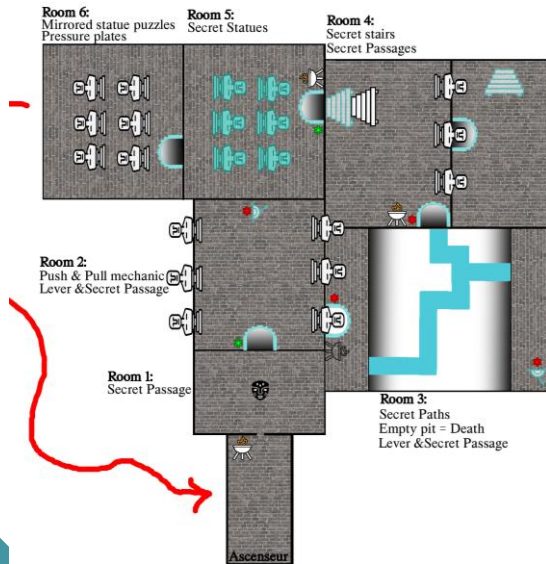 Room 6:
Mirrored statue puzzles
Pressure plates
Room 5:
Secret Statues
Room 4:
Secret stairs
Secret Passages
Room 2:
Push & Pull mechanic
Lever &Secret Passage
Room 1:
Secret Passage
Room 3:
Secret Paths
Empty pit = Death
Lever &Secret Passage
Ascenseur